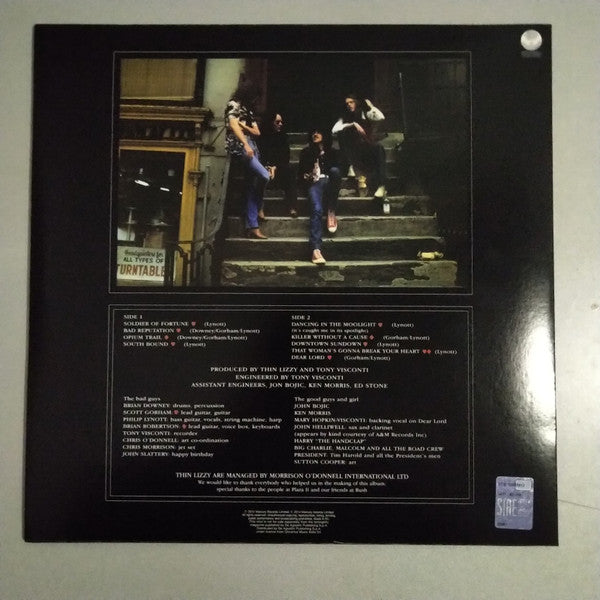 ALL TYPES OF
TURNTABLE
SIDE 1
SOLDIER OF FORTUNE (Lynott)
BAD REPUTATION (Downey/Gorham/Lynott)
OPIUM TRAIL (Downey/Gorham/Lynott)
SOUTH BOUND (Lynott)
SIDE 2
DANCING IN THE MOOLIGHT (Lynott)
(it's caught me in its spotlight)
KILLER WITHOUT A CAUSE (Gorham/Lynott)
DOWNTOWN SUNDOWN (Lynott)
THAT WOMAN'S GONNA BREAK YOUR HEART (Lynott)
DEAR LORD (Gorham/Lynott)
PRODUCED BY THIN LIZZY AND TONY VISCONTI
ENGINEERED BY TONY VISCONTI
ASSISTANT ENGINEERS, JON BOJIC, KEN MORRIS, ED STONE
The bad guys
BRIAN DOWNEY: drums, percussion
SCOTT GORHAM: lead guitar, guitar
PHILIP LYNOTT: bass guitar, vocals, string machine, harp
BRIAN ROBERTSON: lead guitar, voice box, keyboards
TONY VISCONTI: recorder
CHRIS O'DONNELL: art co-ordination
CHRIS MORRISON: jet set
JOHN SLATTERY: happy birthday
The good guys and girl
JOHN BOJIC
KEN MORRIS
MARY HOPKIN-VISCONTI: backing vocal on Dear Lord
JOHN HELLIWELL: sax and clarinet
(appears by kind courtesy of A&M Records Inc)
HARRY 'THE HANDCLAP'
BIG CHARLIE, MALCOLM AND ALL THE ROAD CREW
PRESIDENT: Tim Harold and all the President's men
SUTTON COOPER: art
THIN LIZZY ARE MANAGED BY MORRISON O'DONNELL INTERNATIONAL LTD
We would like to thank everybody who helped us in the making of this album.
special thanks to the people at Plaza II and our friends at Rush